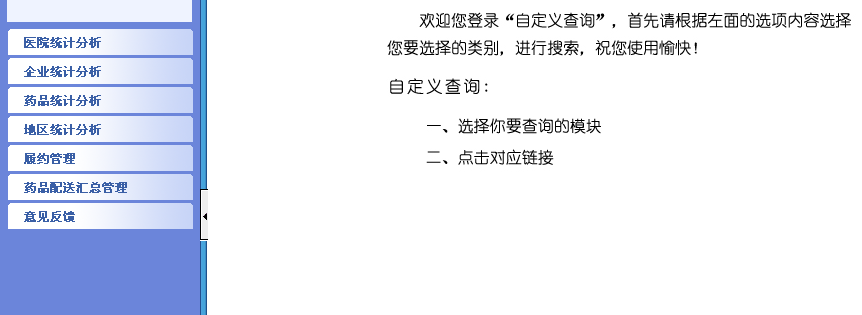 医院统计分析
企业统计分析
药品统计分析
地区统计分析
履约管理
药品配送汇总管理
意见反馈
欢迎您登录“自定义查询”，首先请根据左面的选项内容选择
您要选择的类别，进行搜索，祝您使用愉快！
自定义查询：
一、选择你要查询的模块
二、点击对应链接